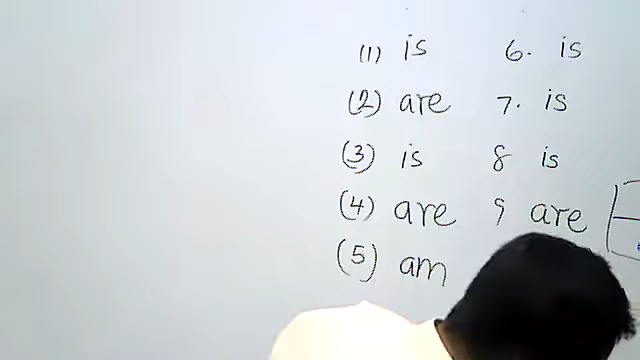 (1) is
(2) are
(3) is
(4) are
(5) am
6. is
7. is
8 is
9 are